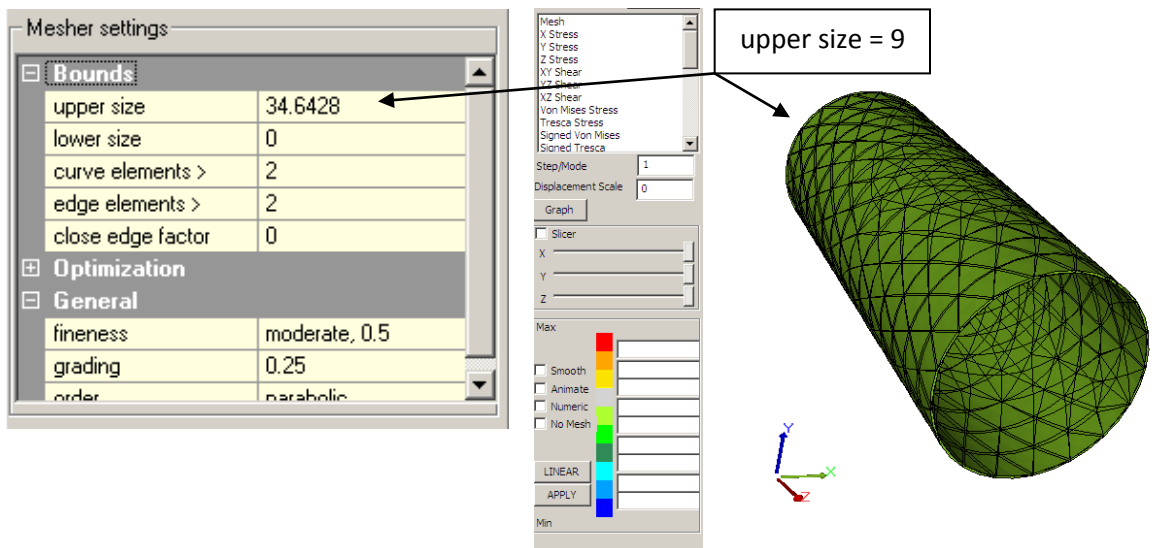 Mesher settings
Bounds
upper size 34.6428
lower size 0
curve elements > 2
edge elements > 2
close edge factor 0
Optimization
General
fineness moderate, 0.5
grading 0.25
order parabolic
Mesh
X Stress
Y Stress
Z Stress
XY Shear
YZ Shear
XZ Shear
Von Mises Stress
Tresca Stress
Signed Von Mises
Signed Tresca
Step/Mode 1
Displacement Scale 0
Graph
Slicer
X
Y
Z
Max
Smooth
Animate
Numeric
No Mesh
LINEAR
APPLY
Min
upper size = 9
Y
X
Z